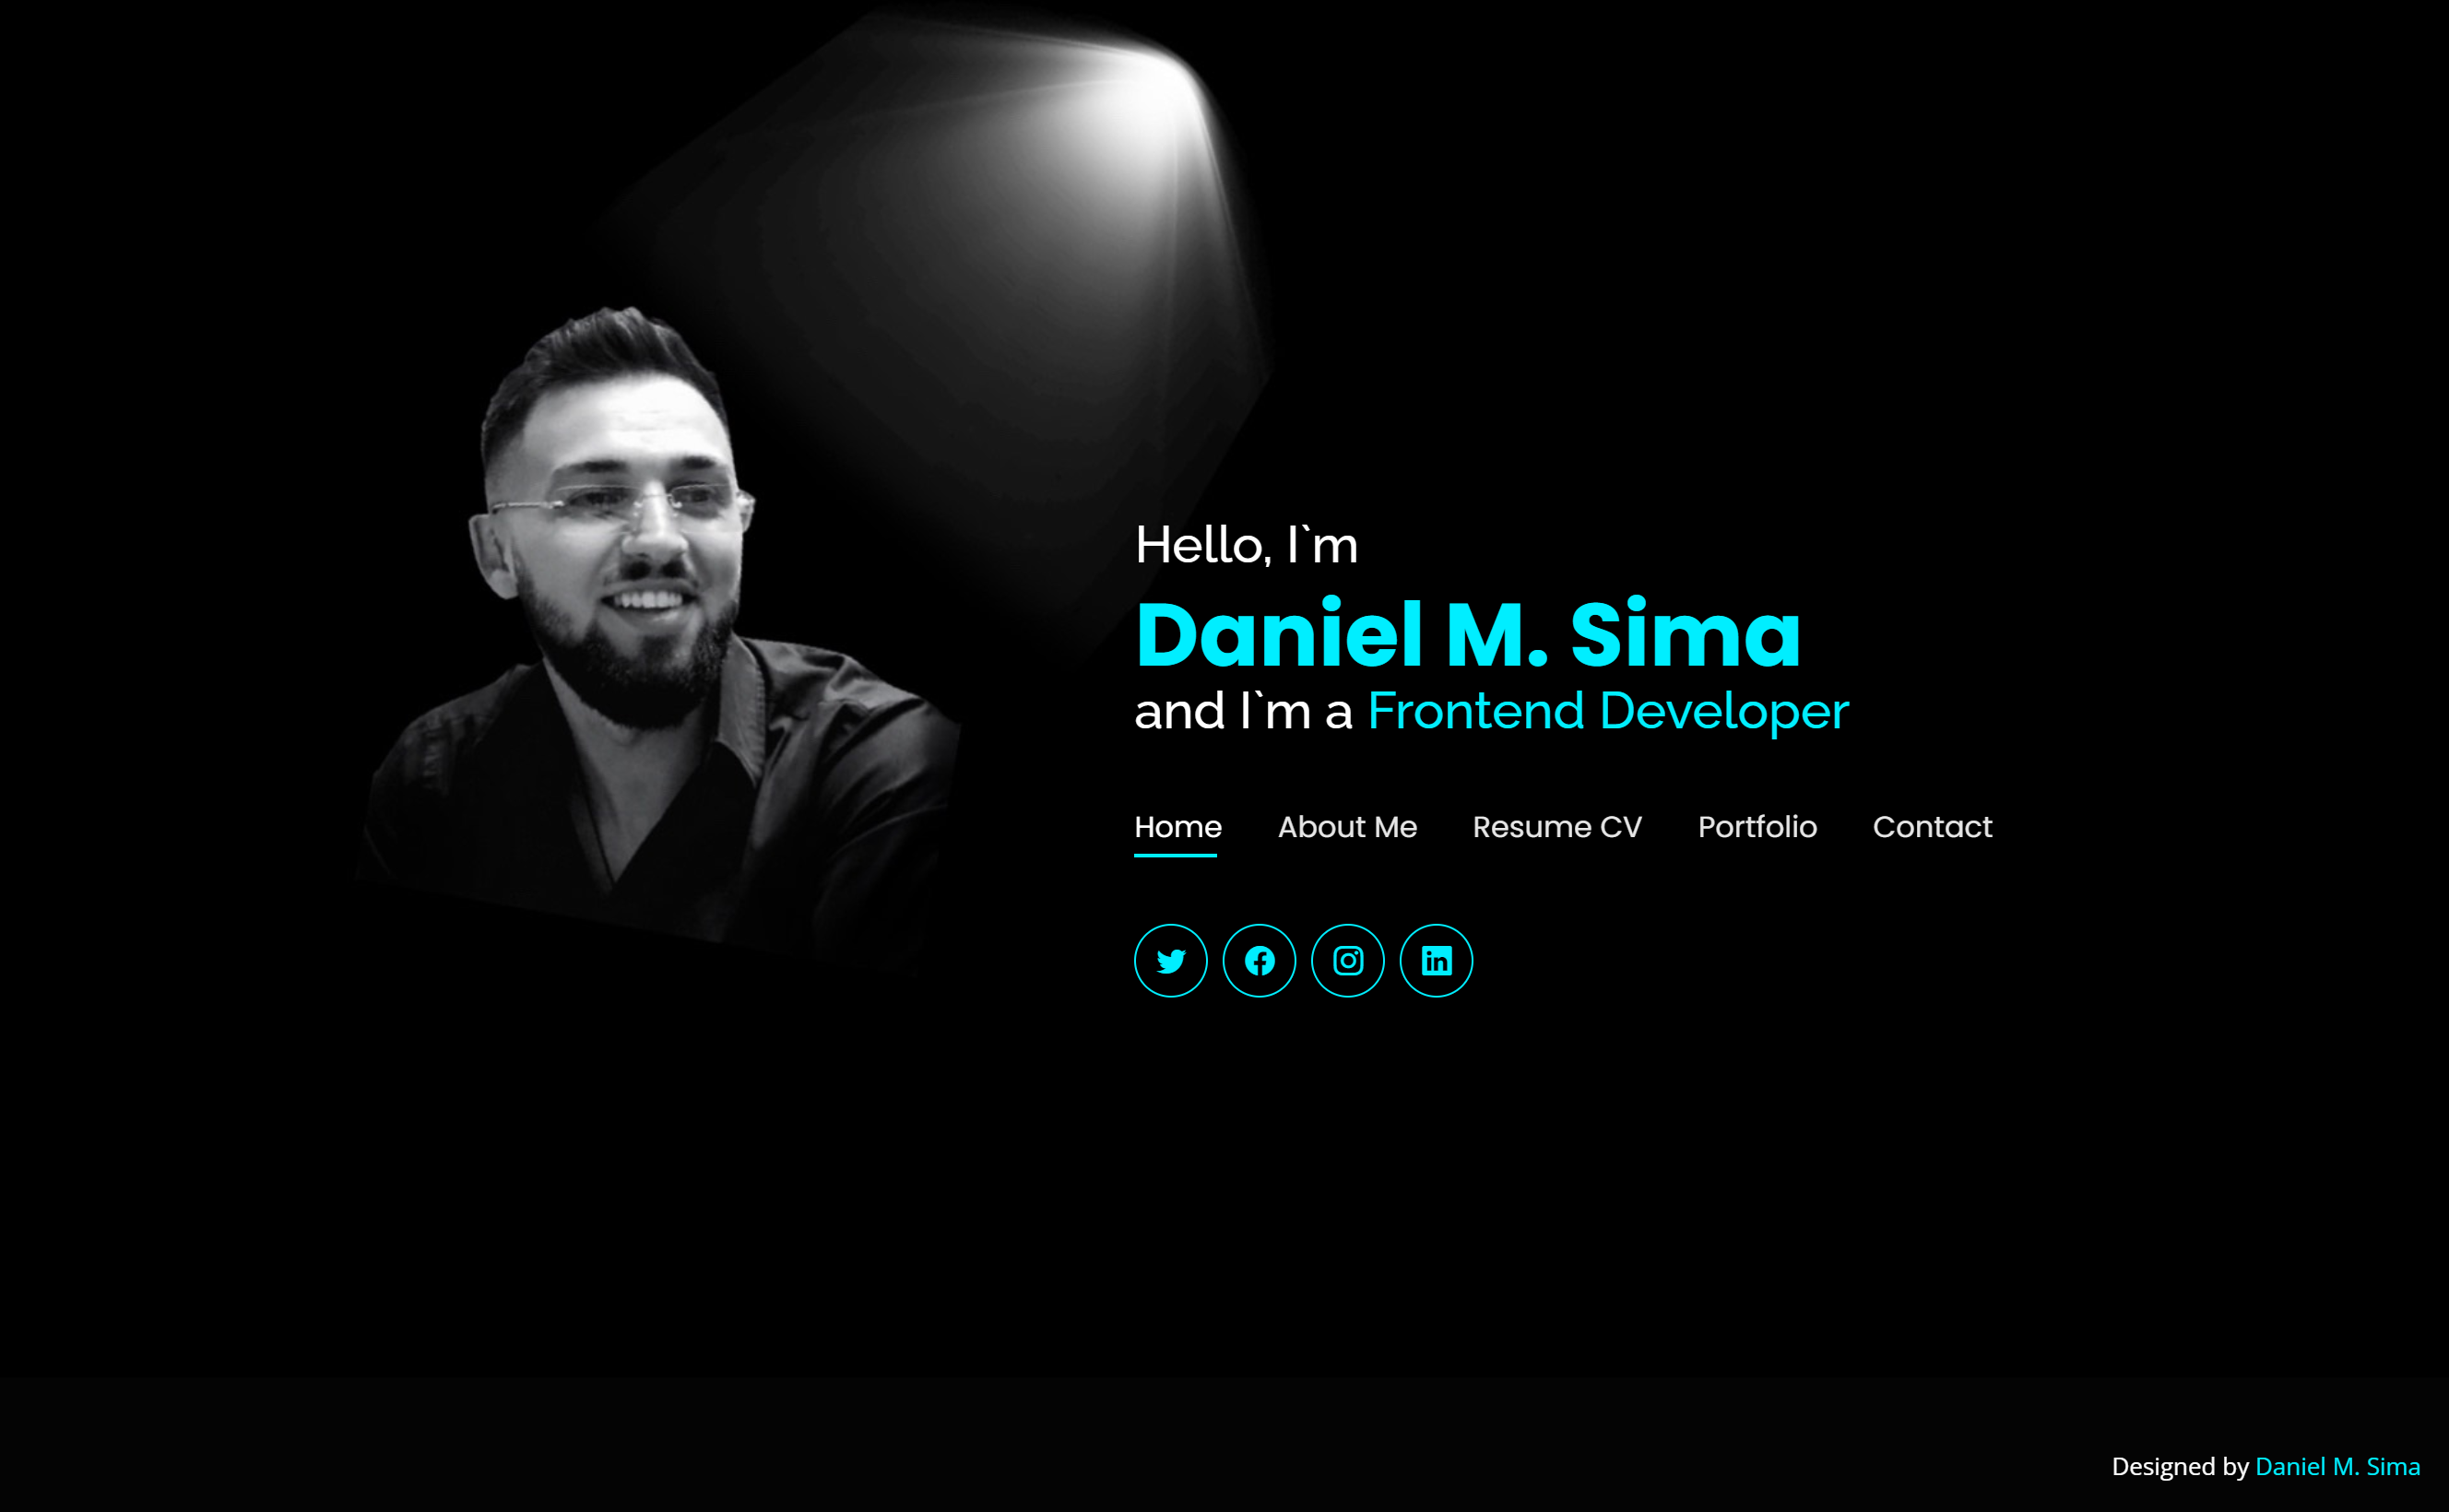 Hello, I`m
Daniel M. Sima
and I`m a Frontend Developer
Home About Me Resume CV Portfolio Contact
Designed by Daniel M. Sima